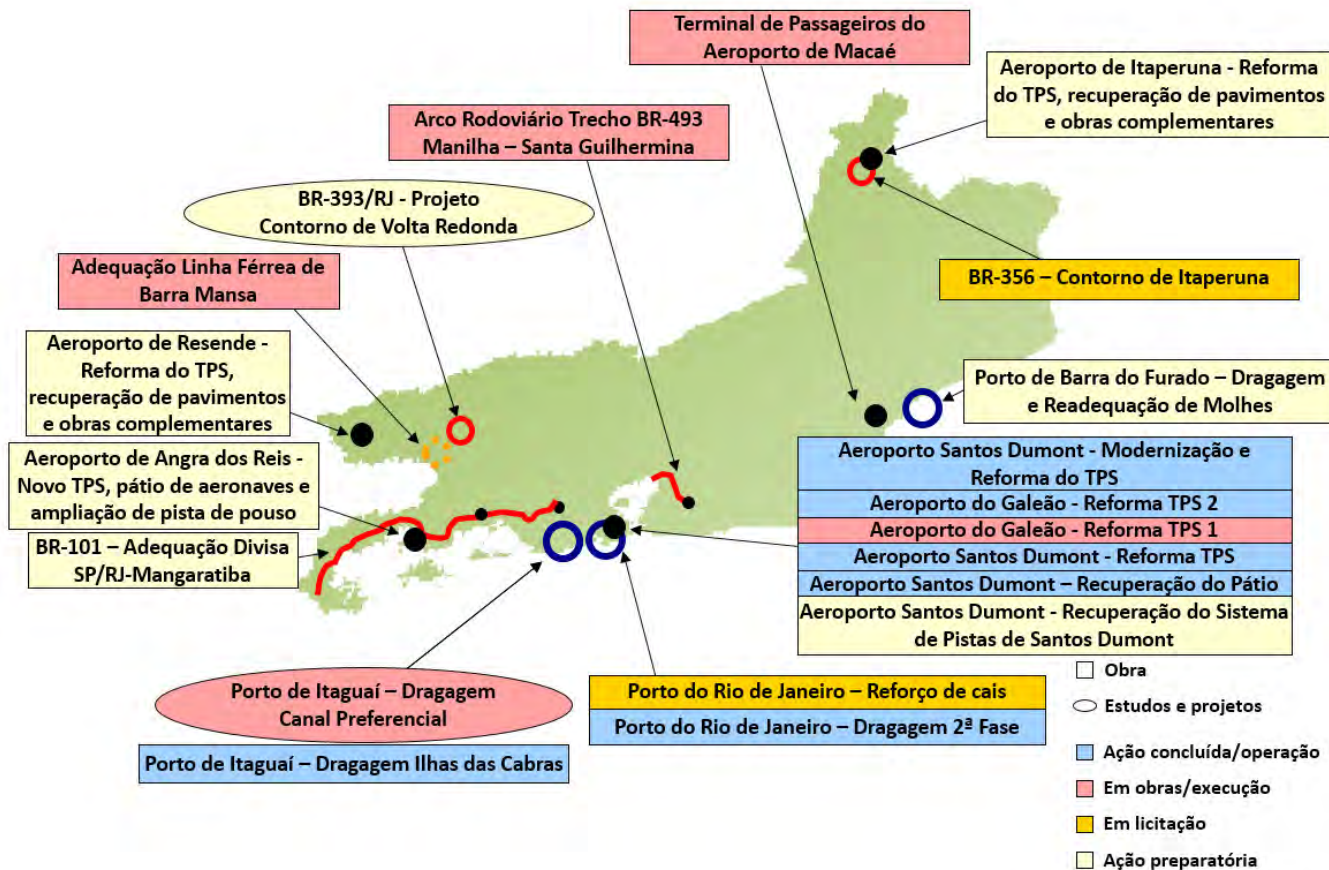 Terminal de Passageiros do
Aeroporto de Macaé
Aeroporto de Itaperuna - Reforma
do TPS, recuperação de pavimentos
e obras complementares
Arco Rodoviário Trecho BR-493
Manilha – Santa Guilhermina
BR-393/RJ - Projeto
Contorno de Volta Redonda
Adequação Linha Férrea de
Barra Mansa
BR-356 – Contorno de Itaperuna
Aeroporto de Resende -
Reforma do TPS,
recuperação de pavimentos
e obras complementares
Porto de Barra do Furado – Dragagem
e Readequação de Molhes
Aeroporto de Angra dos Reis -
Novo TPS, pátio de aeronaves e
ampliação de pista de pouso
BR-101 – Adequação Divisa
SP/RJ-Mangaratiba
Aeroporto Santos Dumont - Modernização e
Reforma do TPS
Aeroporto do Galeão - Reforma TPS 2
Aeroporto do Galeão - Reforma TPS 1
Aeroporto Santos Dumont - Reforma TPS
Aeroporto Santos Dumont – Recuperação do Pátio
Aeroporto Santos Dumont - Recuperação do Sistema
de Pistas de Santos Dumont
Porto de Itaguaí – Dragagem
Canal Preferencial
Porto de Itaguaí – Dragagem Ilhas das Cabras
Porto do Rio de Janeiro – Reforço de cais
Porto do Rio de Janeiro – Dragagem 2ª Fase
Obra
Estudos e projetos
Ação concluída/operação
Em obras/execução
Em licitação
Ação preparatória